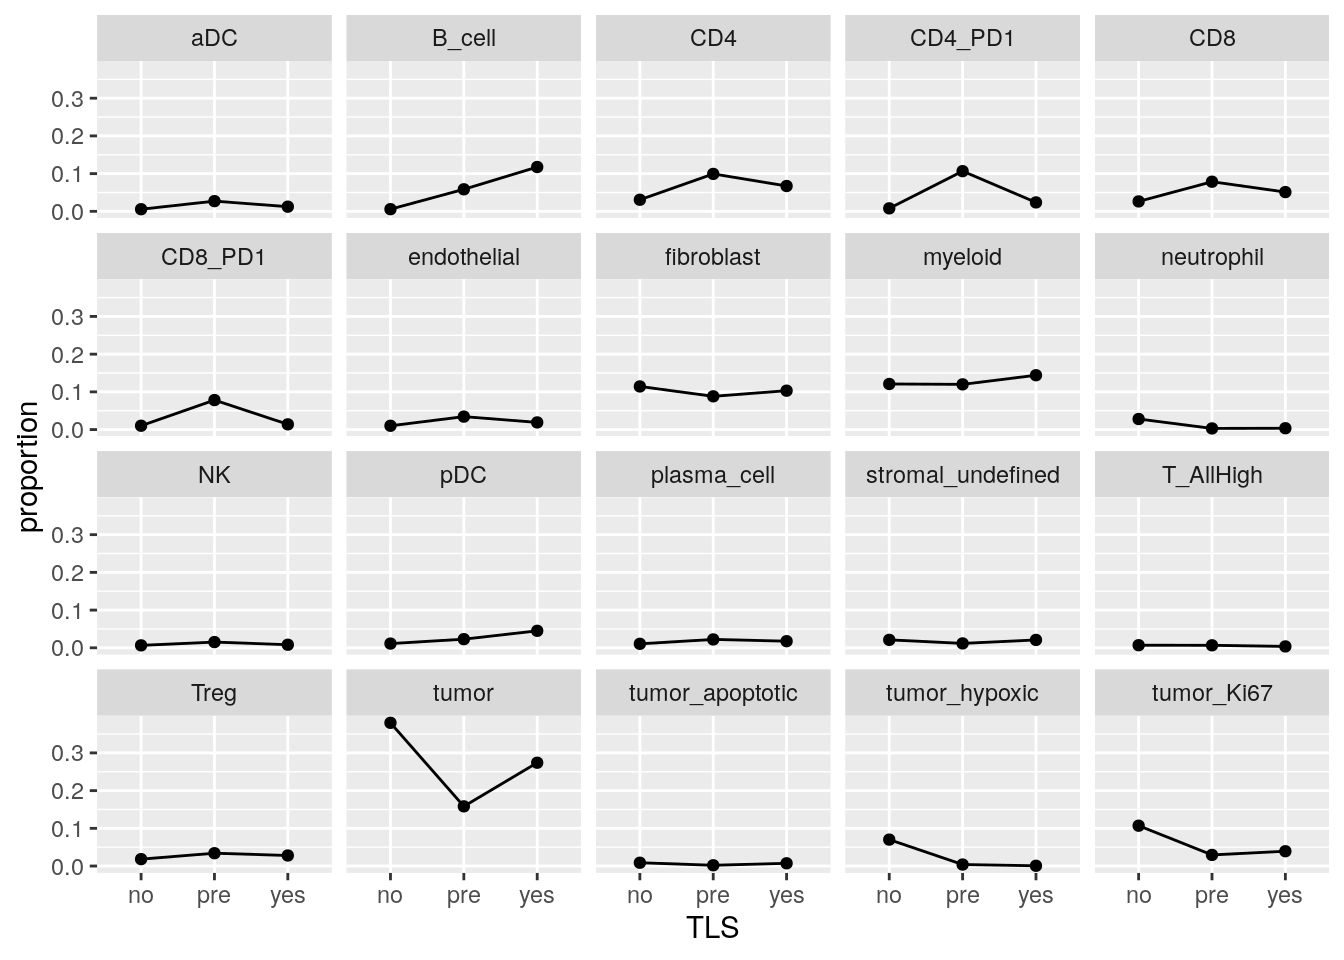 aDC B_cell CD4 CD4_PD1 CD8
0.3
0.2
0.1
0.0
CD8_PD1 endothelial fibroblast myeloid neutrophil
0.3
0.2
0.1
0.0
NK pDC plasma_cell stromal_undefined T_AllHigh
0.3
0.2
0.1
0.0
Treg tumor tumor_apoptotic tumor_hypoxic tumor_Ki67
0.3
0.2
0.1
0.0
no pre yes no pre yes no pre yes no pre yes no pre yes
TLS
proportion